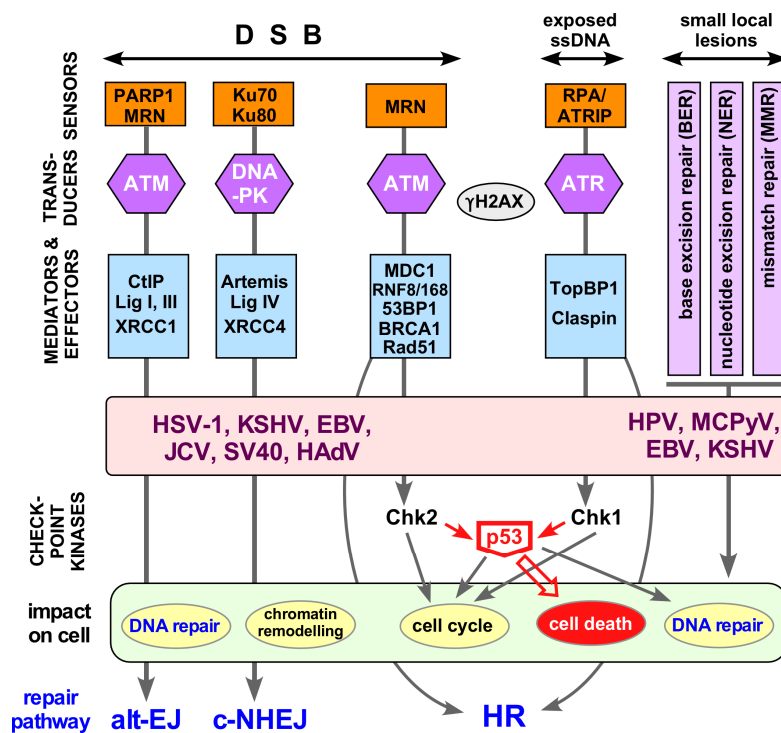 D S B
exposed
ssDNA
small local
lesions
SENSORS
PARP1
MRN
Ku70
Ku80
MRN
RPA/
ATRIP
TRANS-
DUCERS
ATM
DNA
-PK
ATM
γH2AX
ATR
MEDIATORS &
EFFECTORS
CtIP
Lig I, III
XRCC1
Artemis
Lig IV
XRCC4
MDC1
RNF8/168
53BP1
BRCA1
Rad51
TopBP1
Claspin
base excision repair (BER)
nucleotide excision repair (NER)
mismatch repair (MMR)
HSV-1, KSHV, EBV,
JCV, SV40, HAdV
HPV, MCPyV,
EBV, KSHV
CHECK-
POINT
KINASES
Chk2
p53
Chk1
impact
on cell
DNA repair
chromatin
remodelling
cell cycle
cell death
DNA repair
repair
pathway
alt-EJ
c-NHEJ
HR